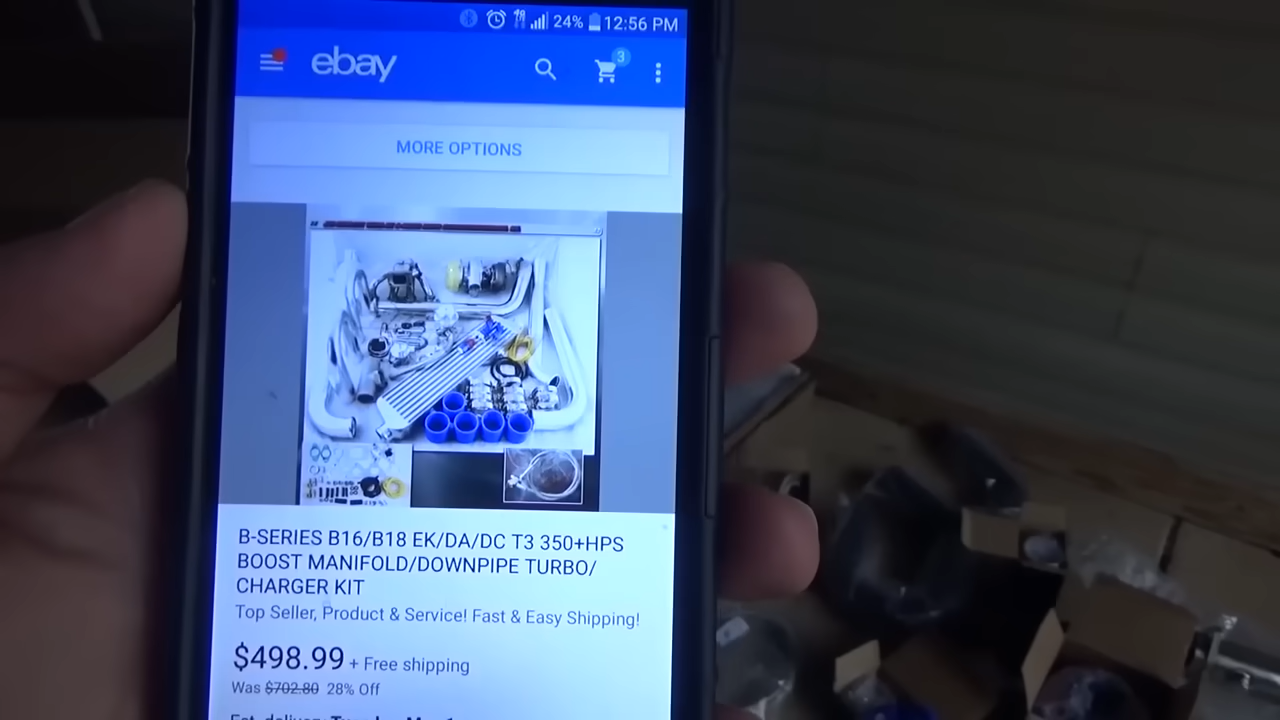 24% 12:56 PM
ebay
3
MORE OPTIONS
B-SERIES B16/B18 EK/DA/DC T3 350+HPS
BOOST MANIFOLD/DOWNPIPE TURBO/
CHARGER KIT
Top Seller, Product & Service! Fast & Easy Shipping!
$498.99 + Free shipping
Was $702.80 28% Off
Est. delivery